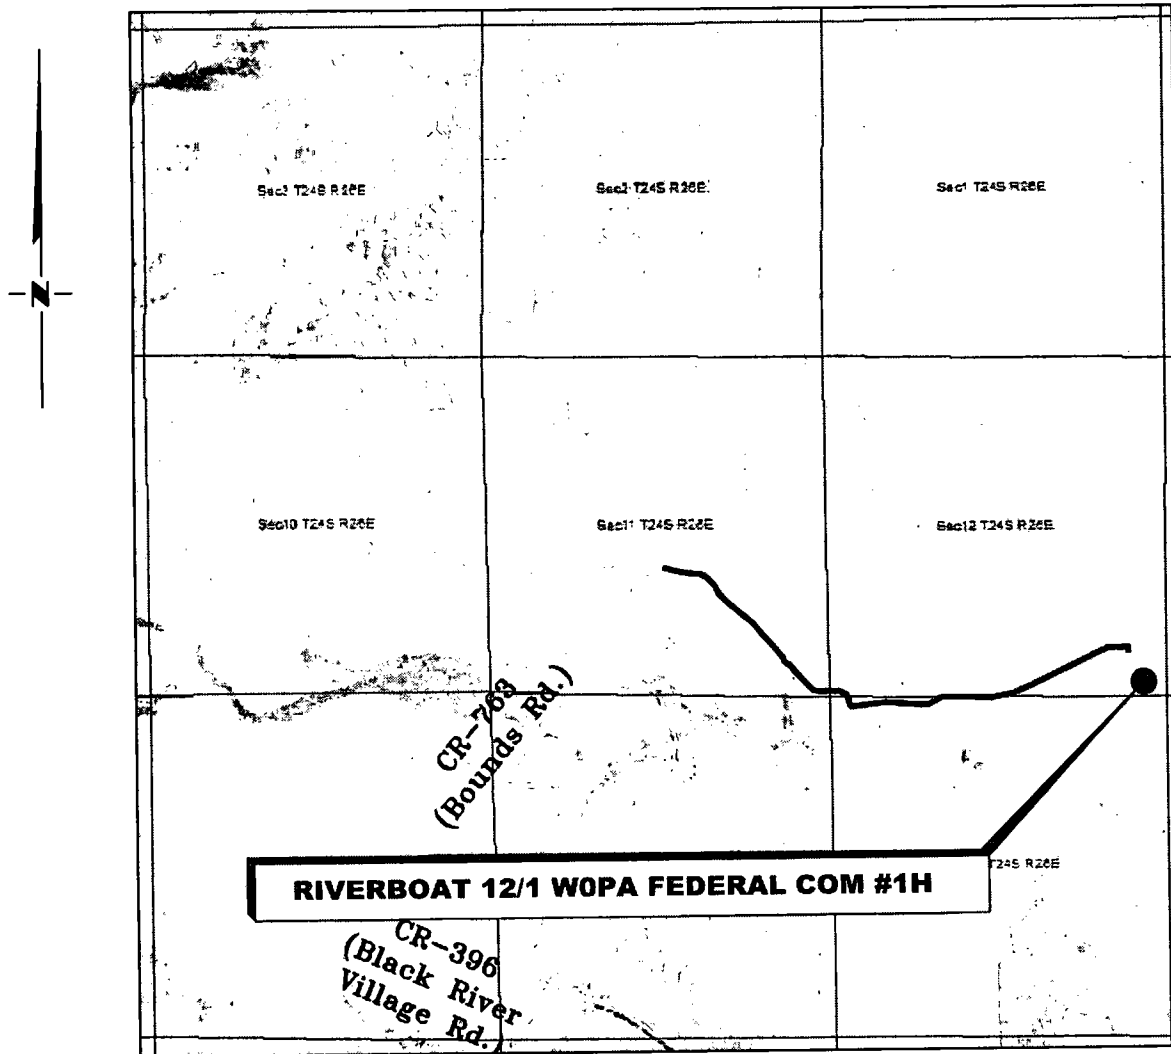 Sec3 T24S R26E
Sec2 T24S R26E
Sec1 T24S R26E
N
Sec10 T24S R26E
Sec11 T24S R26E
Sec12 T24S R26E
CR-763
(Bounds Rd.)
T24S R26E
RIVERBOAT 12/1 W0PA FEDERAL COM #1H
CR-396
(Black River
Village Rd.)